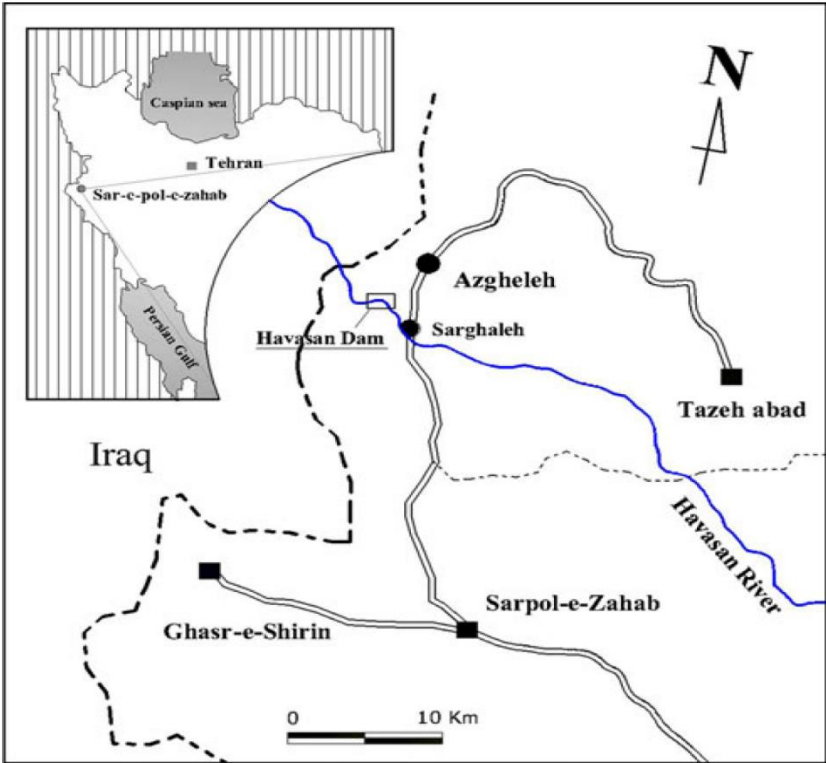 Caspian sea
Tehran
Sar-c-pol-c-zahab
Persian Gulf
N
Azgheleh
Havasan Dam
Sarghaleh
Tazeh abad
Iraq
Havasan River
Sarpol-e-Zahab
Ghasr-e-Shirin
0 10 Km